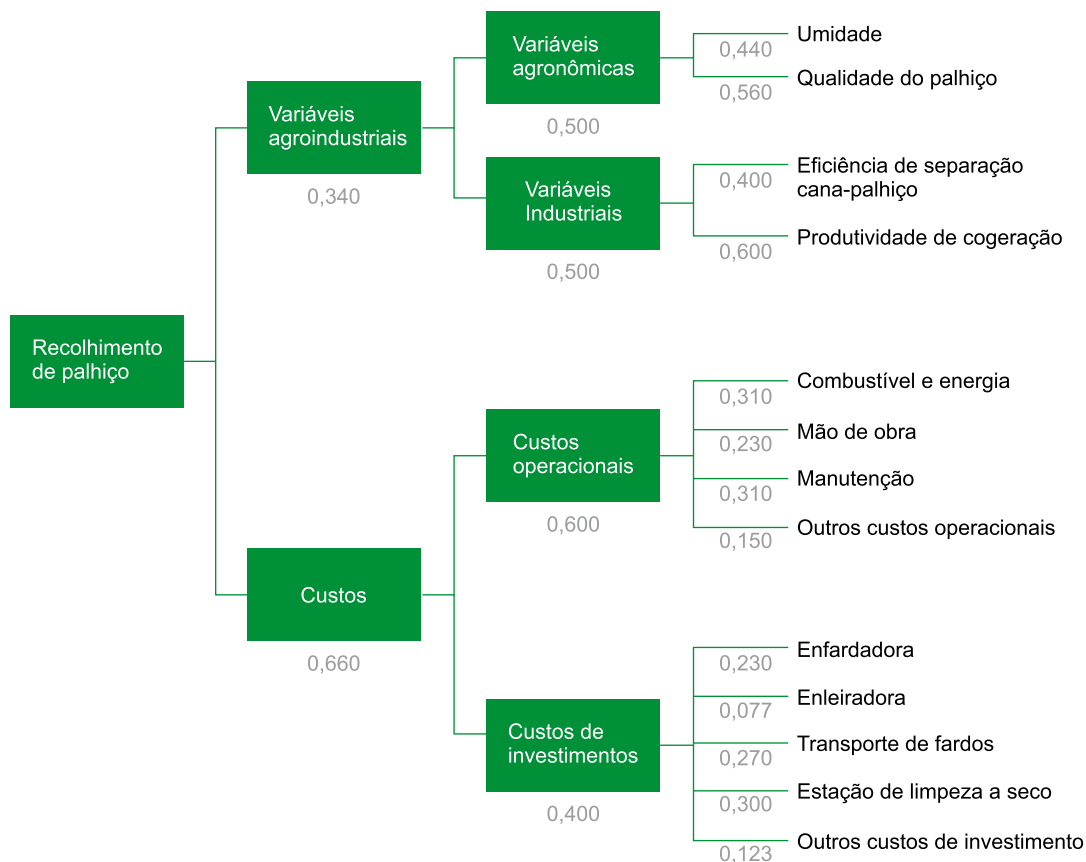 Recolhimento
de palhiço
Variáveis
agroindustriais
0,340
Variáveis
agronômicas
0,500
0,440
Umidade
0,560
Qualidade do palhiço
Variáveis
Industriais
0,500
0,400
Eficiência de separação
cana-palhiço
0,600
Produtividade de cogeração
Custos
0,660
Custos
operacionais
0,600
0,310
Combustível e energia
0,230
Mão de obra
0,310
Manutenção
0,150
Outros custos operacionais
Custos de
investimentos
0,400
0,230
Enfardadora
0,077
Enleiradora
0,270
Transporte de fardos
0,300
Estação de limpeza a seco
0,123
Outros custos de investimento